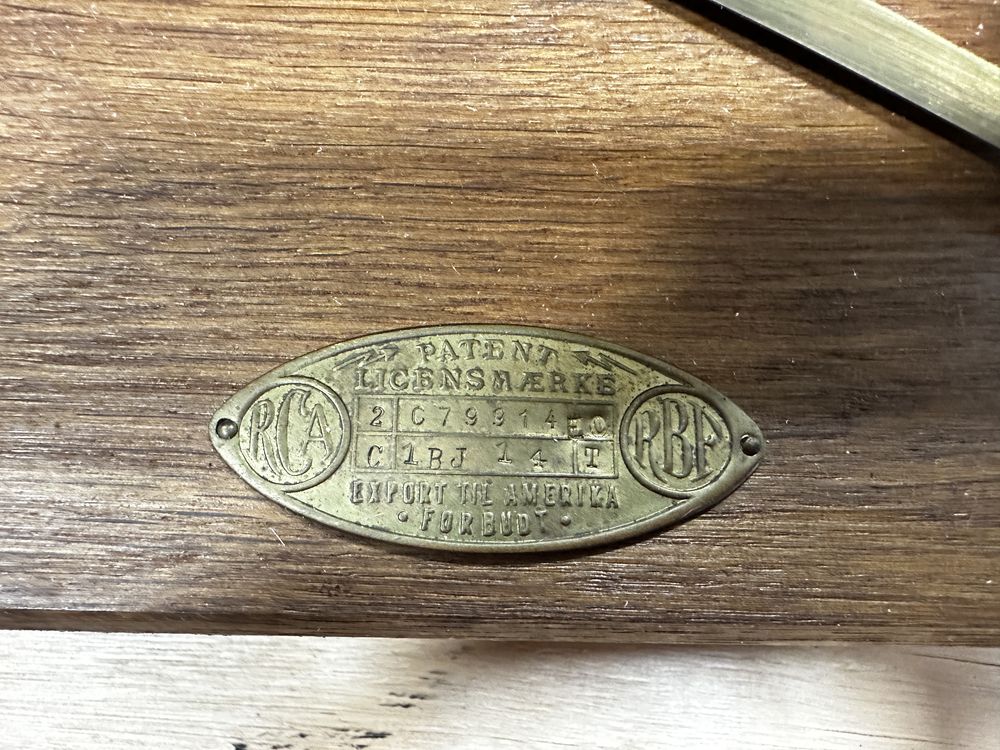 PATENT
LICENSMÆRKE
RCA
2 C79914
C 1BJ 14 T
RBF
EXPORT TIL AMERIKA
• FORBUDT •